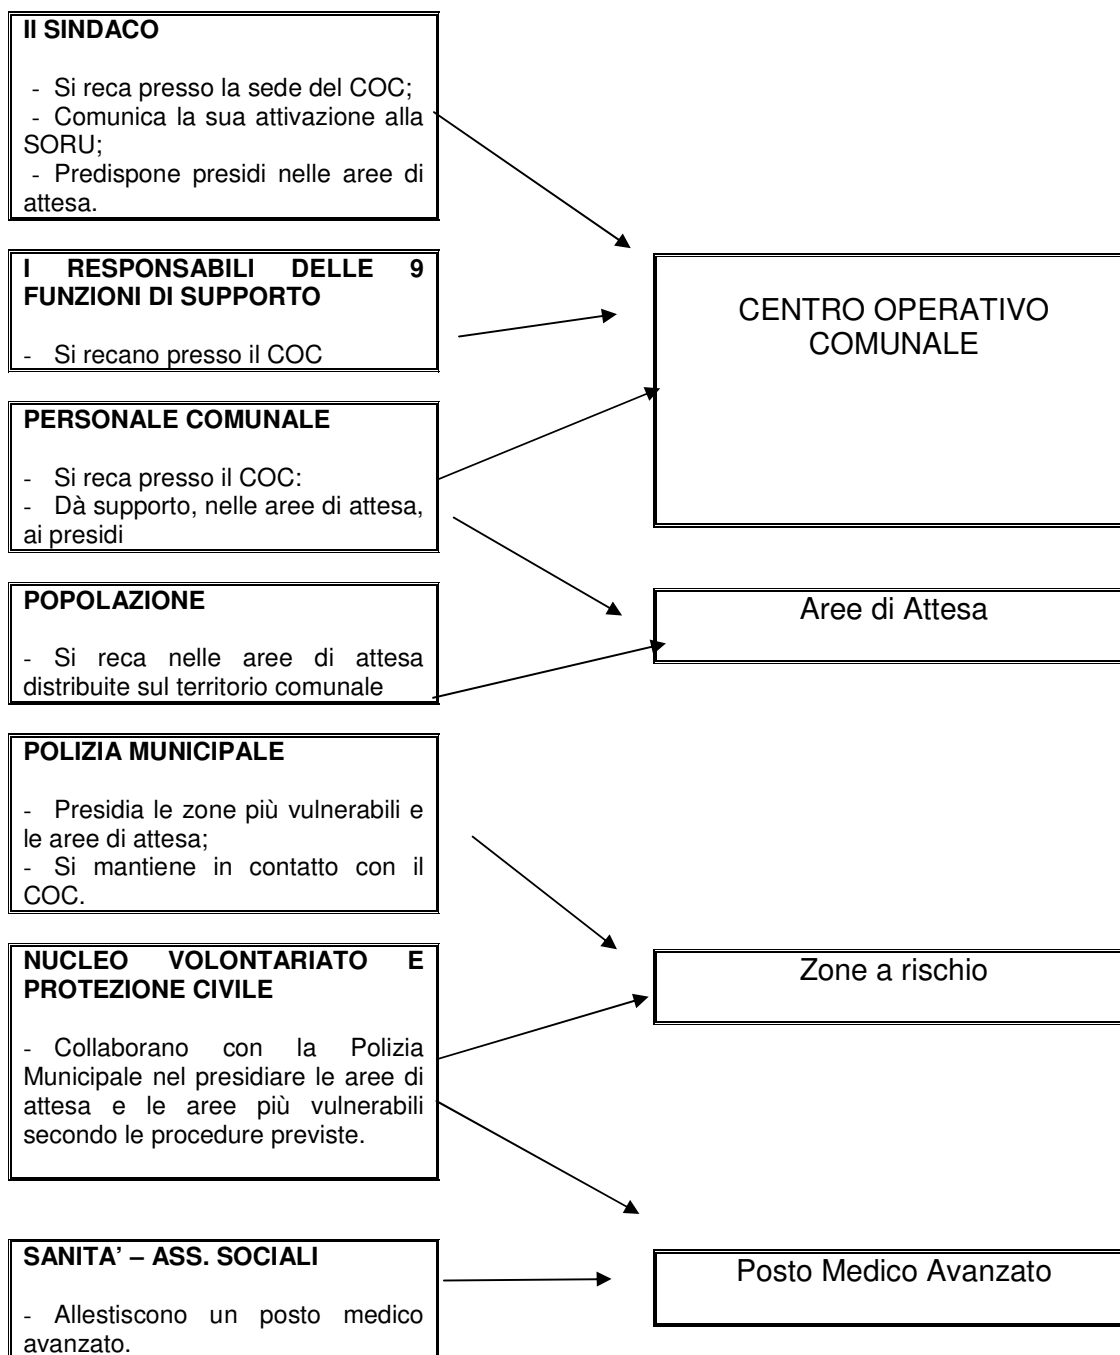 Il SINDACO
- Si reca presso la sede del COC;
- Comunica la sua attivazione alla
SORU;
- Predispone presidi nelle aree di
attesa.
I RESPONSABILI DELLE 9
FUNZIONI DI SUPPORTO
- Si recano presso il COC
PERSONALE COMUNALE
- Si reca presso il COC:
- Dà supporto, nelle aree di attesa,
ai presidi
POPOLAZIONE
- Si reca nelle aree di attesa
distribuite sul territorio comunale
POLIZIA MUNICIPALE
- Presidia le zone più vulnerabili e
le aree di attesa;
- Si mantiene in contatto con il
COC.
NUCLEO VOLONTARIATO E
PROTEZIONE CIVILE
- Collaborano con la Polizia
Municipale nel presidiare le aree di
attesa e le aree più vulnerabili
secondo le procedure previste.
SANITA’ – ASS. SOCIALI
- Allestiscono un posto medico
avanzato.
CENTRO OPERATIVO
COMUNALE
Aree di Attesa
Zone a rischio
Posto Medico Avanzato